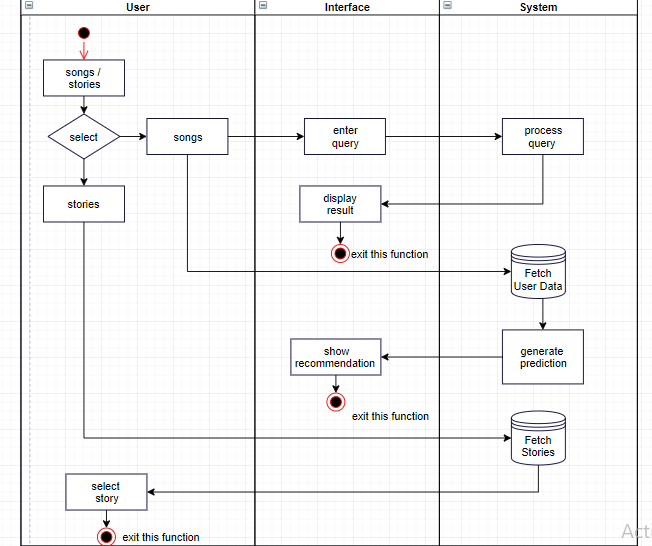 User
Interface
System
songs /
stories
select
songs
enter
query
process
query
stories
display
result
exit this function
Fetch
User Data
show
recommendation
generate
prediction
exit this function
Fetch
Stories
select
story
exit this function